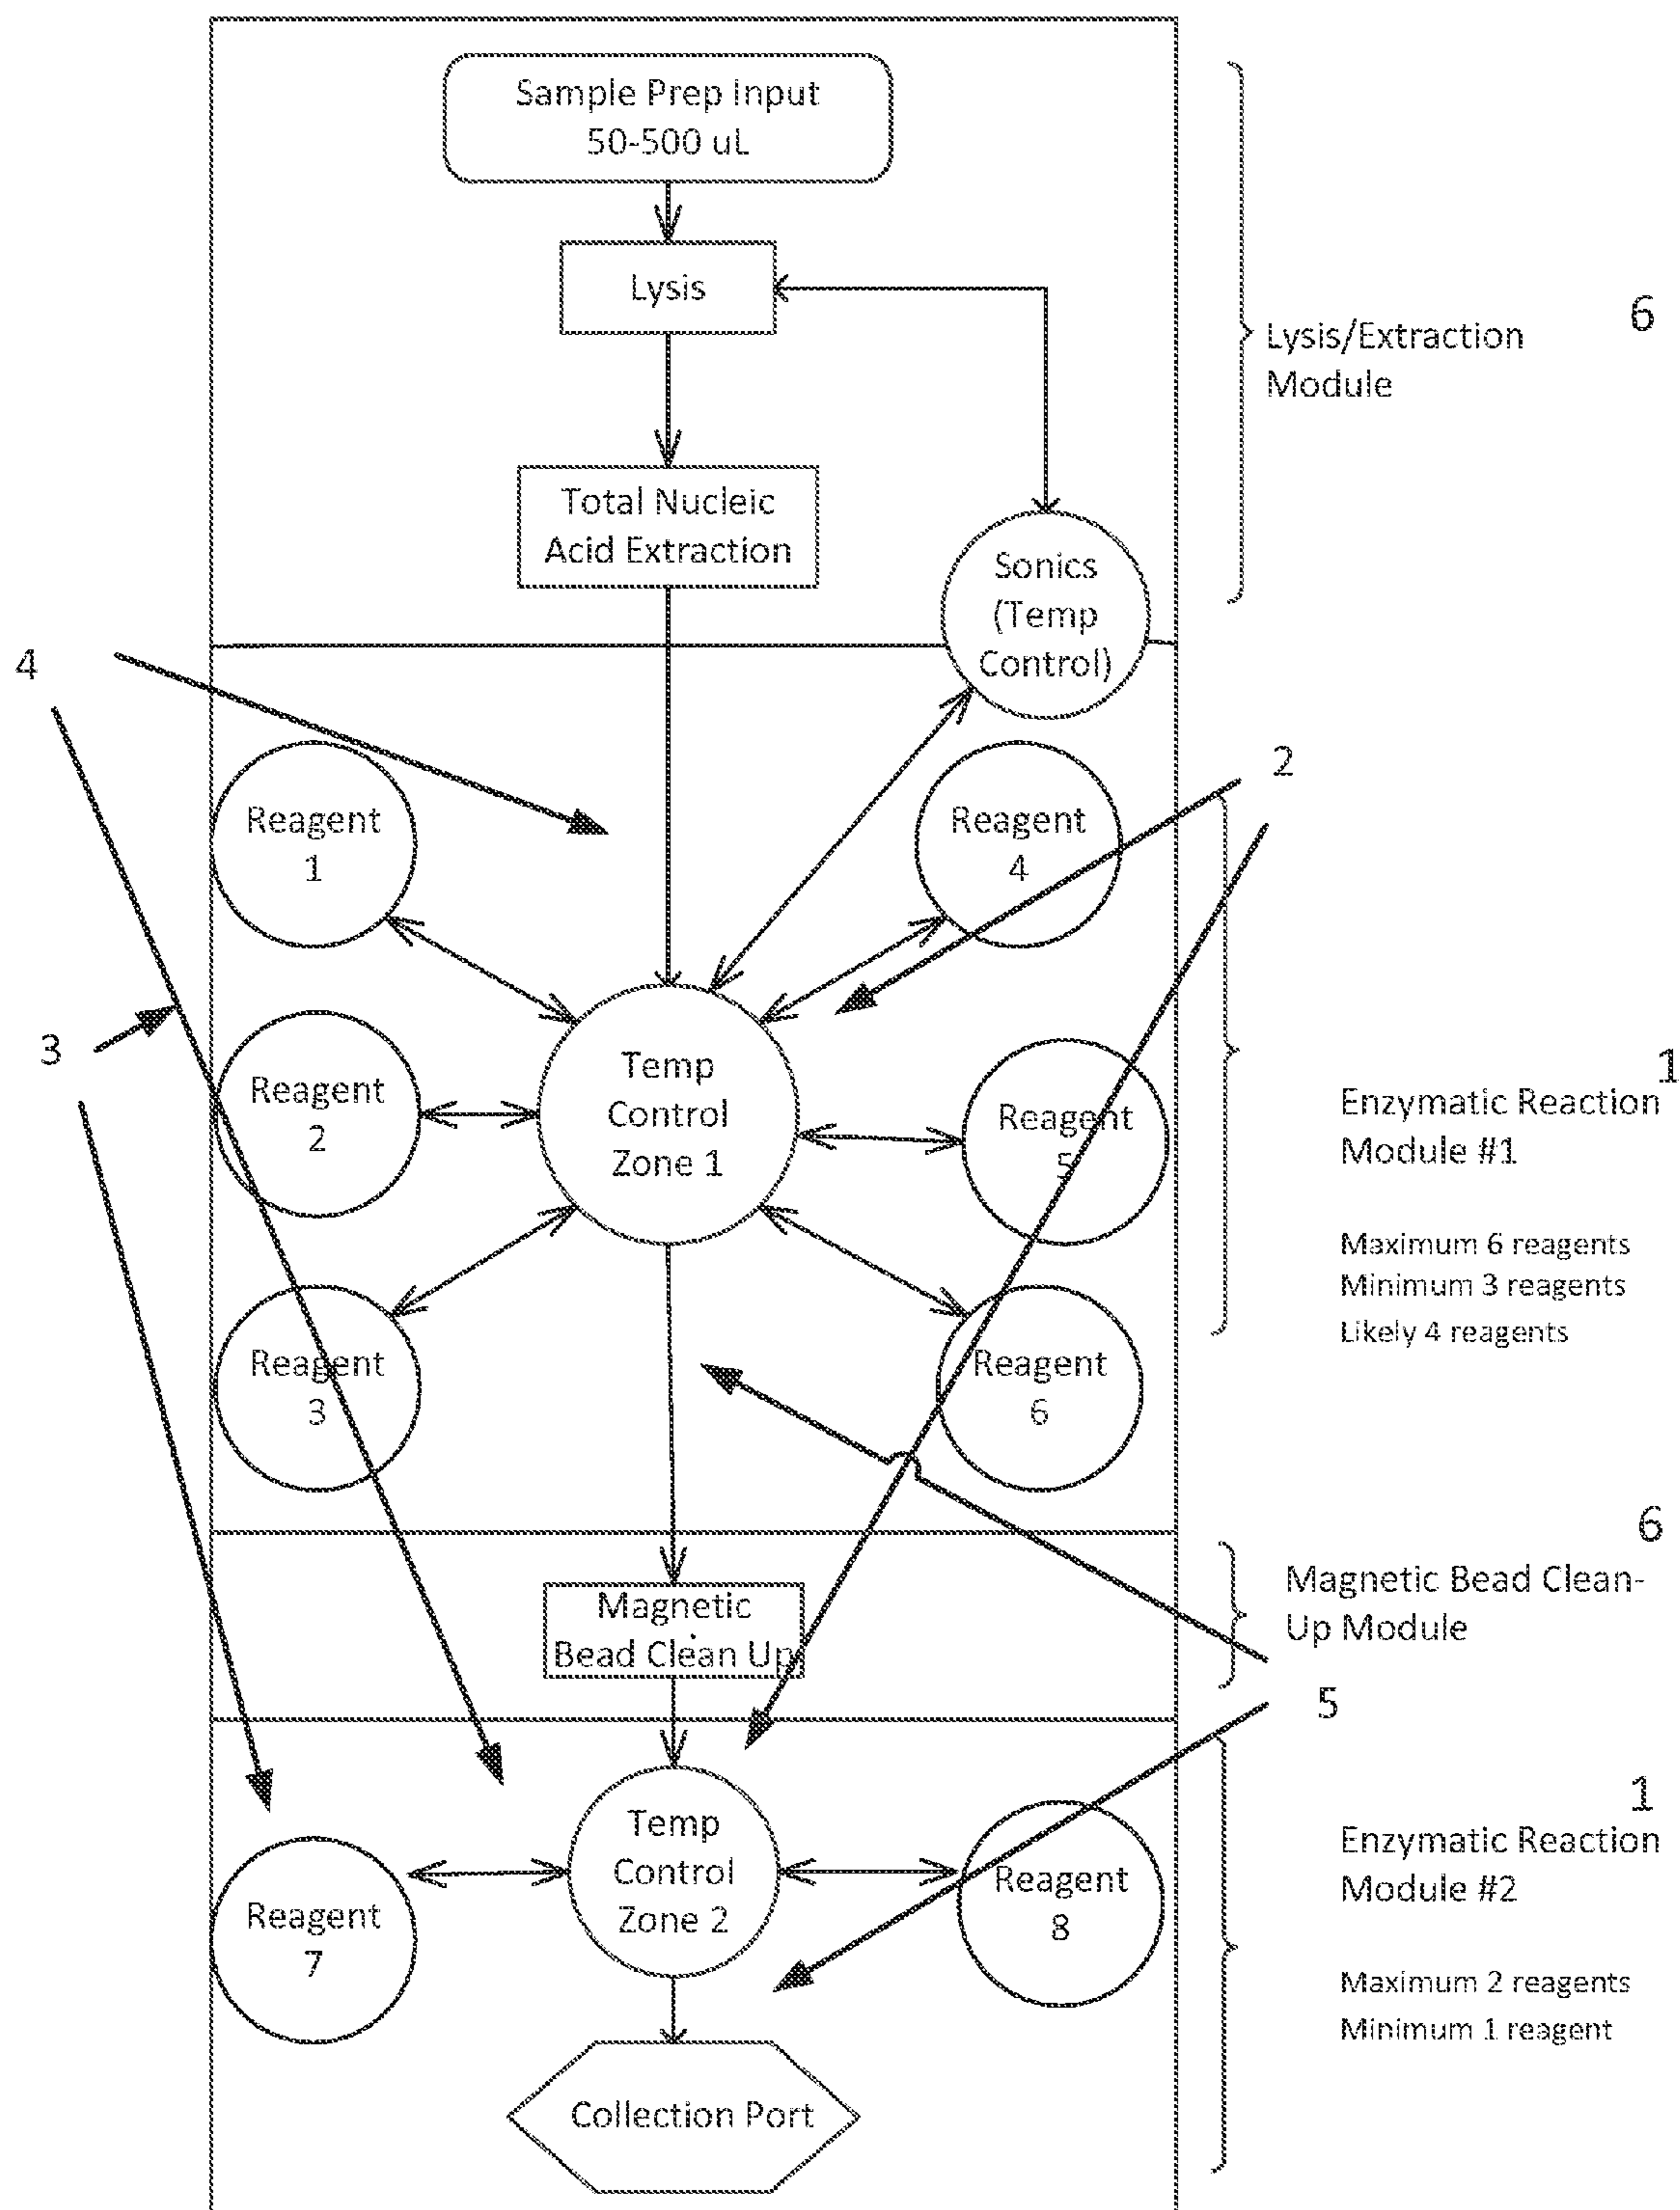 Sample Prep Input
50-500 uL
Lysis
6
Lysis/Extraction
Module
Total Nucleic
Acid Extraction
Sonics
(Temp
Control)
4
2
Reagent
1
Reagent
4
3
Temp
Control
Zone 1
Reagent
2
Reagent
5
1
Enzymatic Reaction
Module #1
Maximum 6 reagents
Minimum 3 reagents
Likely 4 reagents
Reagent
3
Reagent
6
6
Magnetic Bead Clean-
Up Module
Magnetic
Bead Clean Up
5
1
Enzymatic Reaction
Module #2
Temp
Control
Zone 2
Reagent
7
Reagent
8
Maximum 2 reagents
Minimum 1 reagent
Collection Port